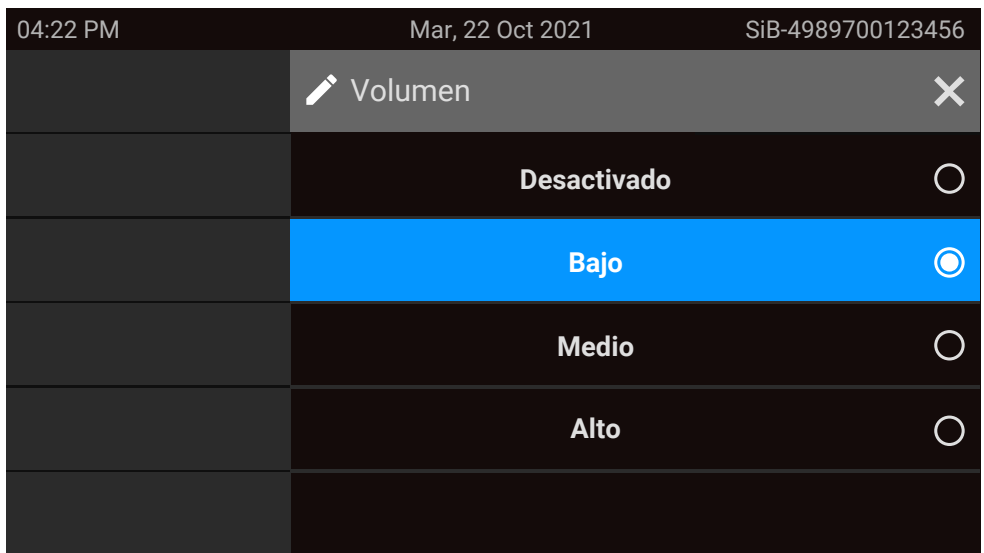 04:22 PM Mar, 22 Oct 2021 SiB-4989700123456
Volumen
Desactivado
Bajo
Medio
Alto